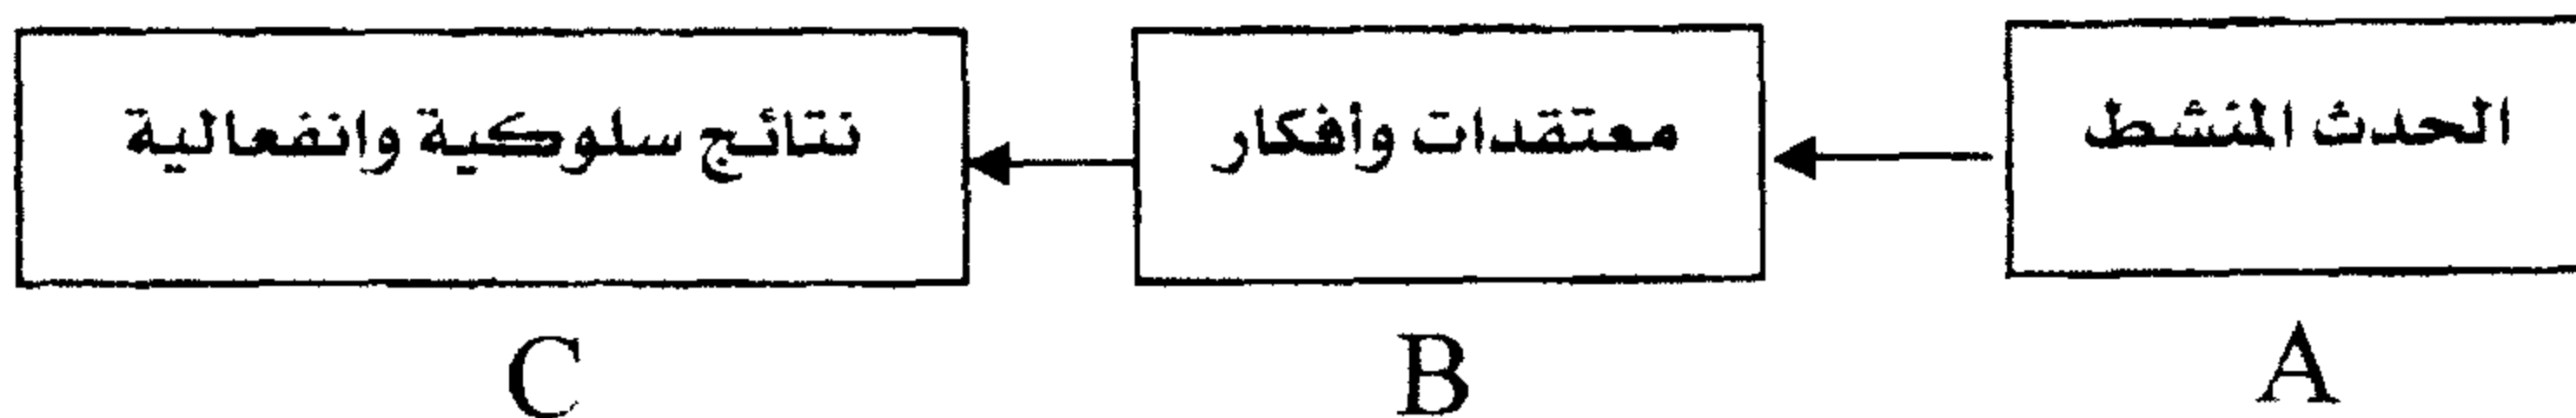 الحدث المنشط
معتقدات وأفكار
نتائج سلوكية وانفعالية
A
B
C